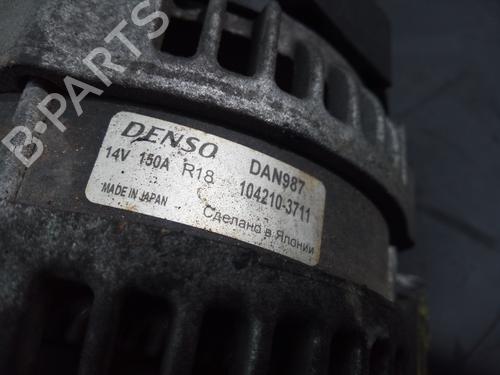 B-PARTS
DENSO
DAN987
14V 150A R18
104210-3711
MADE IN JAPAN
Сделано в Японии